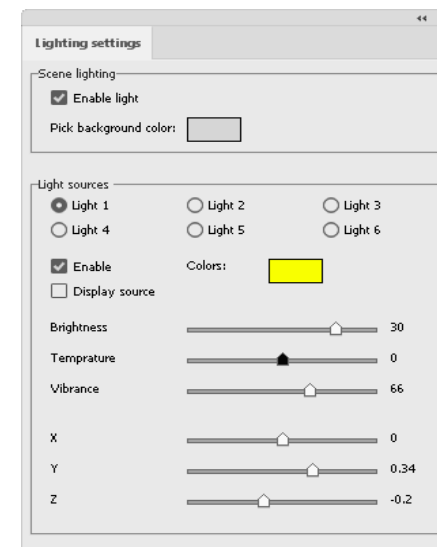 Lighting settings
Scene lighting
Enable light
Pick background color:
Light sources
Light 1 Light 2 Light 3
Light 4 Light 5 Light 6
Enable Colors:
Display source
Brightness 30
Temprature 0
Vibrance 66
X 0
Y 0.34
Z -0.2